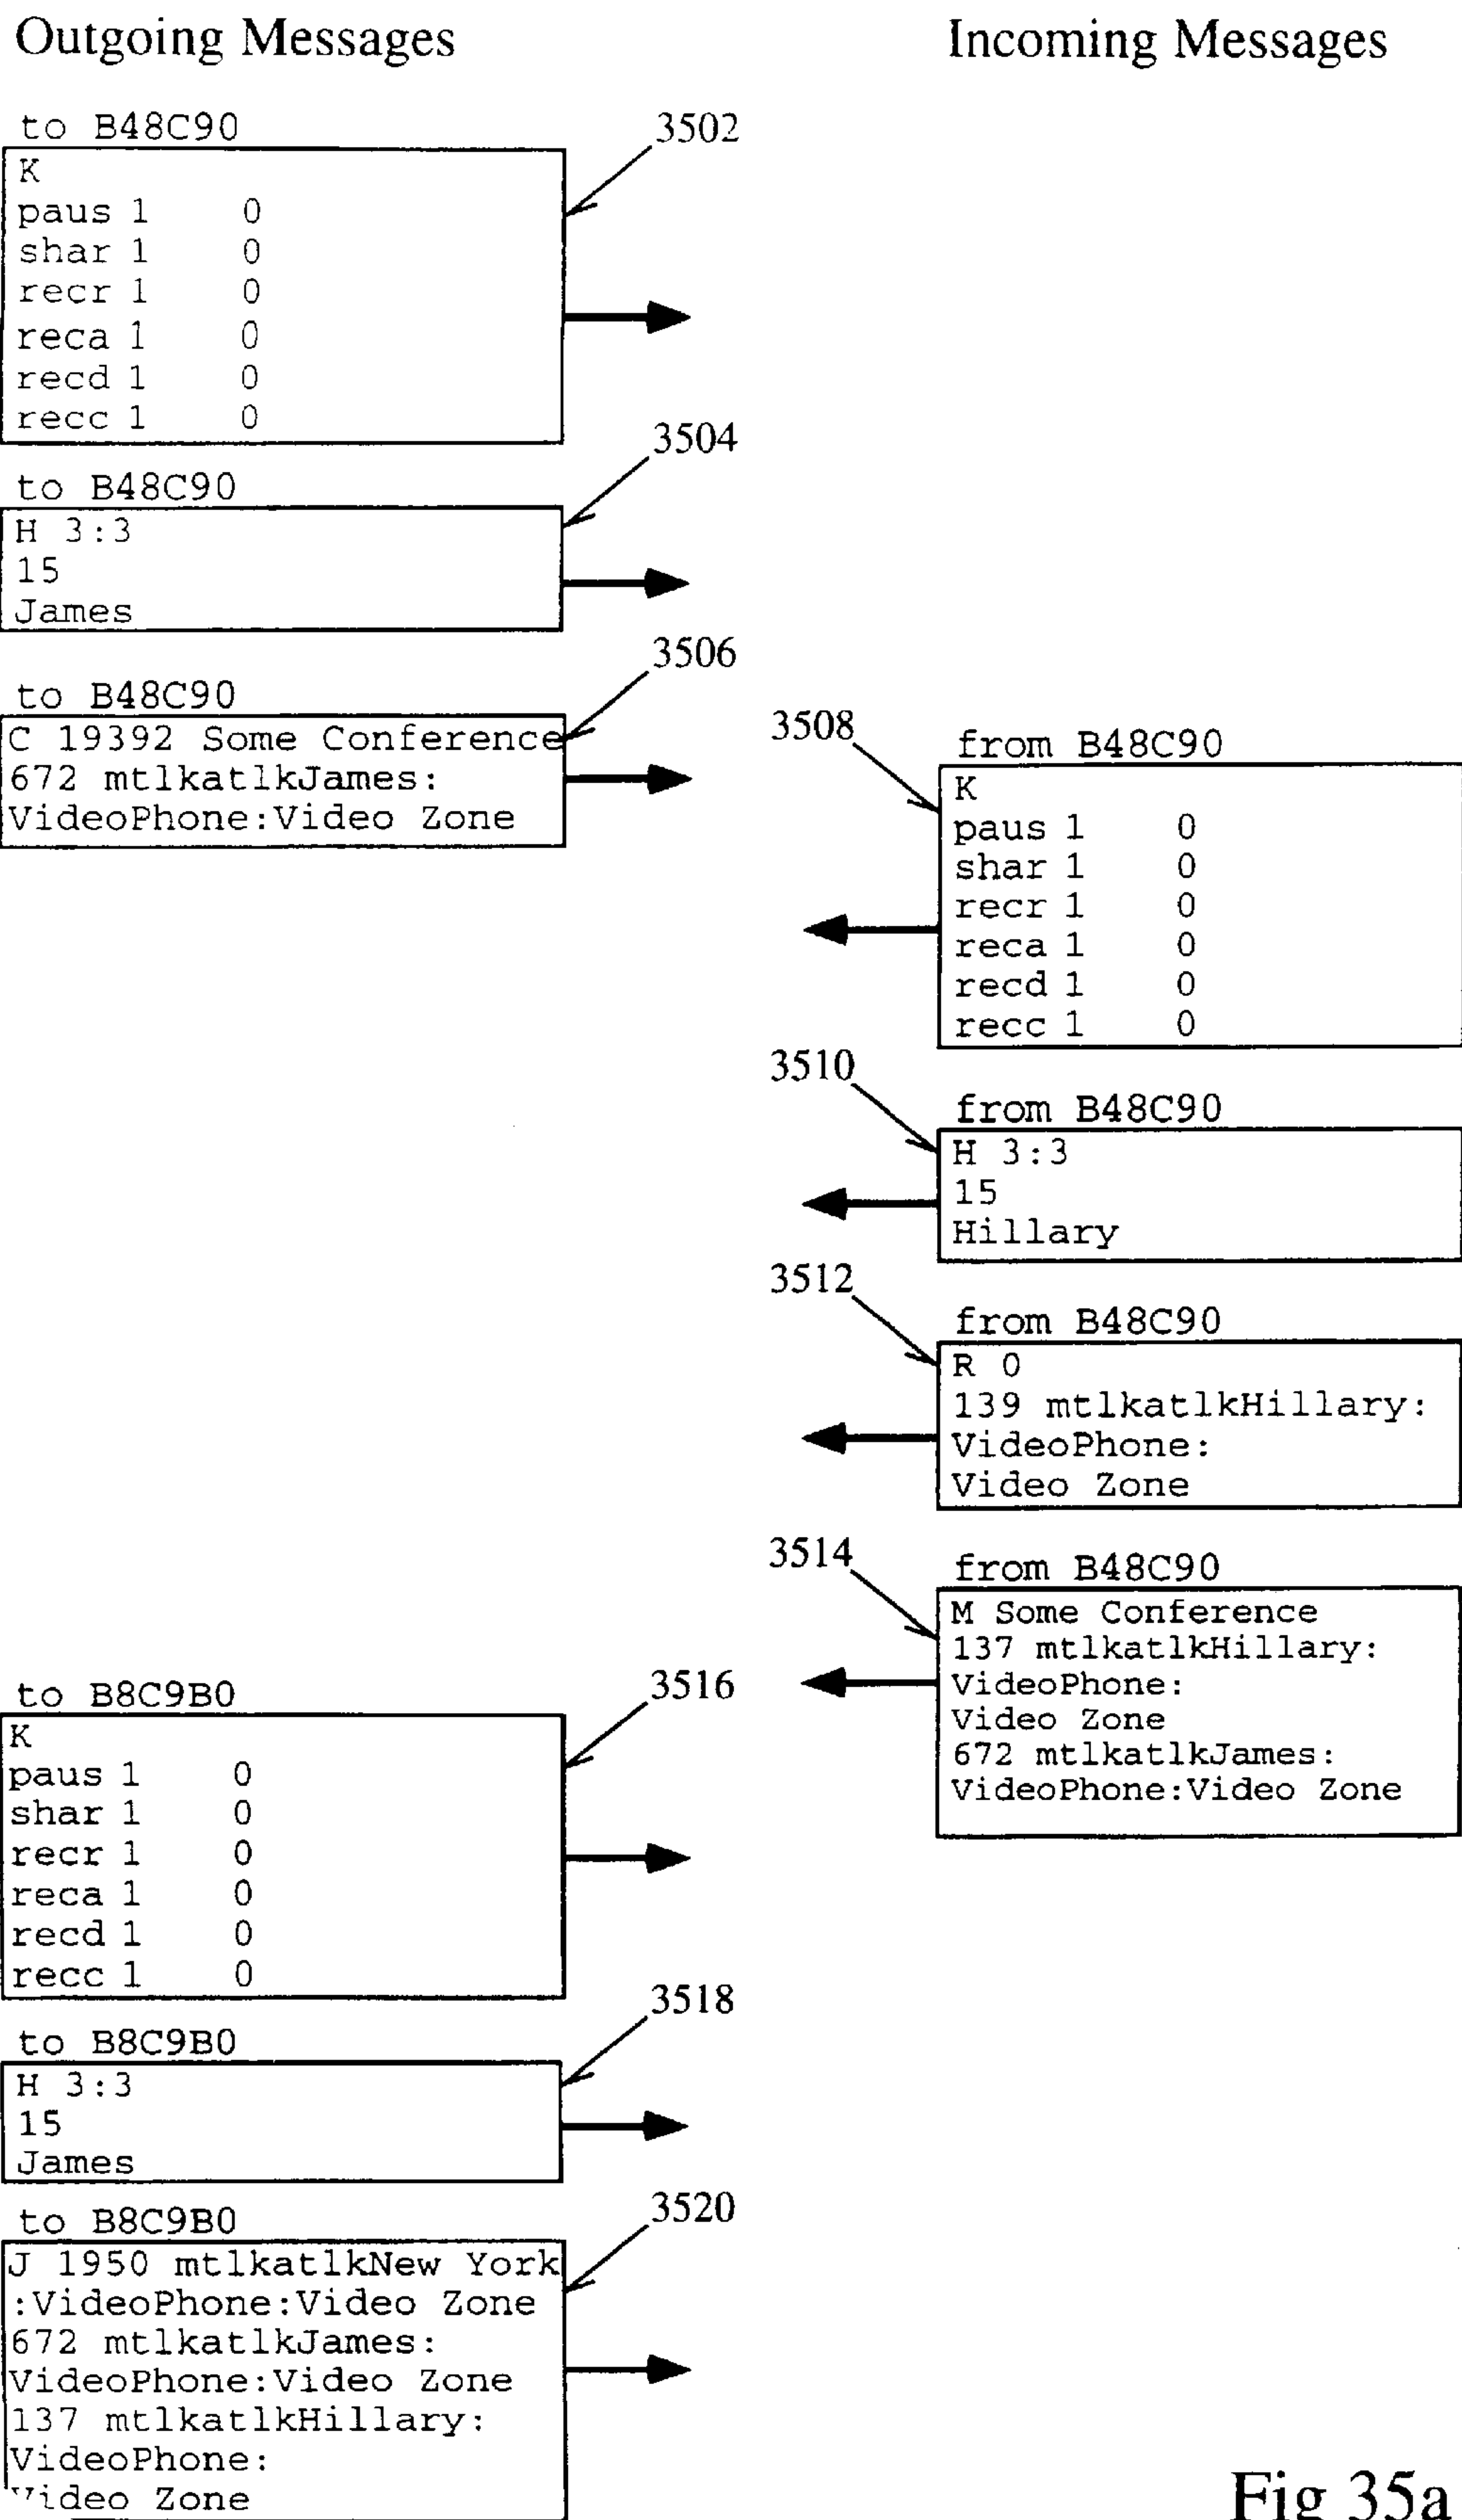 Outgoing Messages
Incoming Messages
to B48C90
3502
K
paus 1 0
shar 1 0
recr 1 0
reca 1 0
recd 1 0
recc 1 0
to B48C90
3504
H 3:3
15
James
to B48C90
3506
C 19392 Some Conference
672 mtlkatlkJames:
VideoPhone:Video Zone
3508
from B48C90
K
paus 1 0
shar 1 0
recr 1 0
reca 1 0
recd 1 0
recc 1 0
3510
from B48C90
H 3:3
15
Hillary
3512
from B48C90
R 0
139 mtlkatlkHillary:
VideoPhone:
Video Zone
3514
from B48C90
M Some Conference
137 mtlkatlkHillary:
VideoPhone:
Video Zone
672 mtlkatlkJames:
VideoPhone:Video Zone
to B8C9B0
3516
K
paus 1 0
shar 1 0
recr 1 0
reca 1 0
recd 1 0
recc 1 0
to B8C9B0
3518
H 3:3
15
James
to B8C9B0
3520
J 1950 mtlkatlkNew York
:VideoPhone:Video Zone
672 mtlkatlkJames:
VideoPhone:Video Zone
137 mtlkatlkHillary:
VideoPhone:
Video Zone
Fig 35a